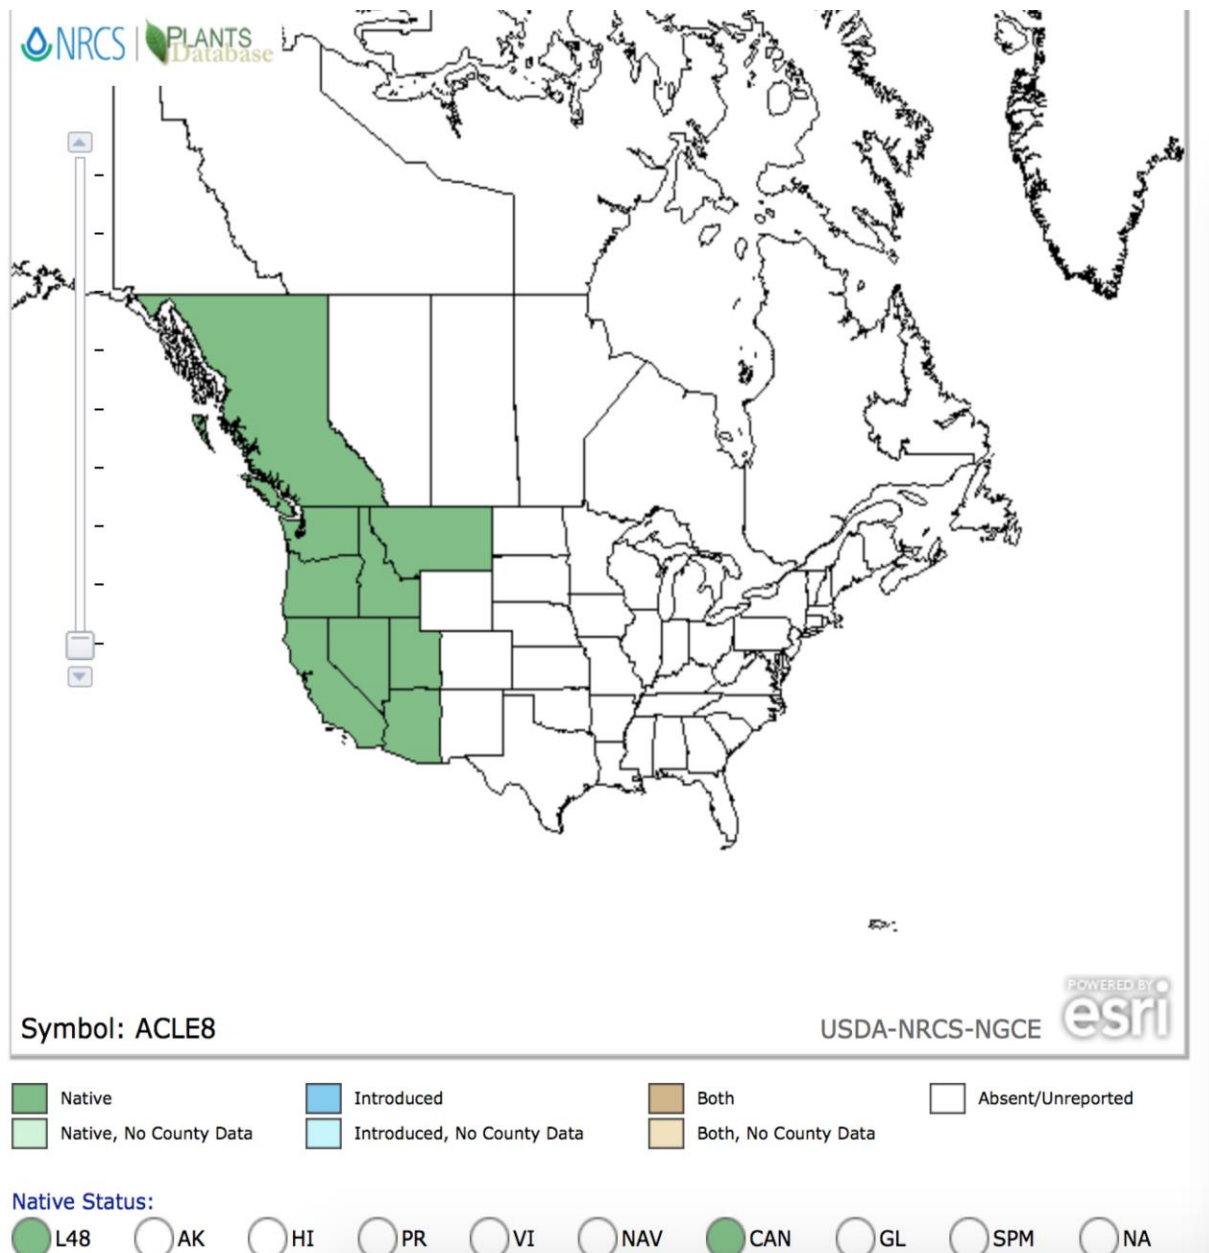 NRCS PLANTS
Database
POWERED BY
esri
Symbol: ACLE8 USDA-NRCS-NGCE
Native Introduced Both Absent/Unreported
Native, No County Data Introduced, No County Data Both, No County Data
Native Status:
L48 AK HI PR VI NAV CAN GL SPM NA